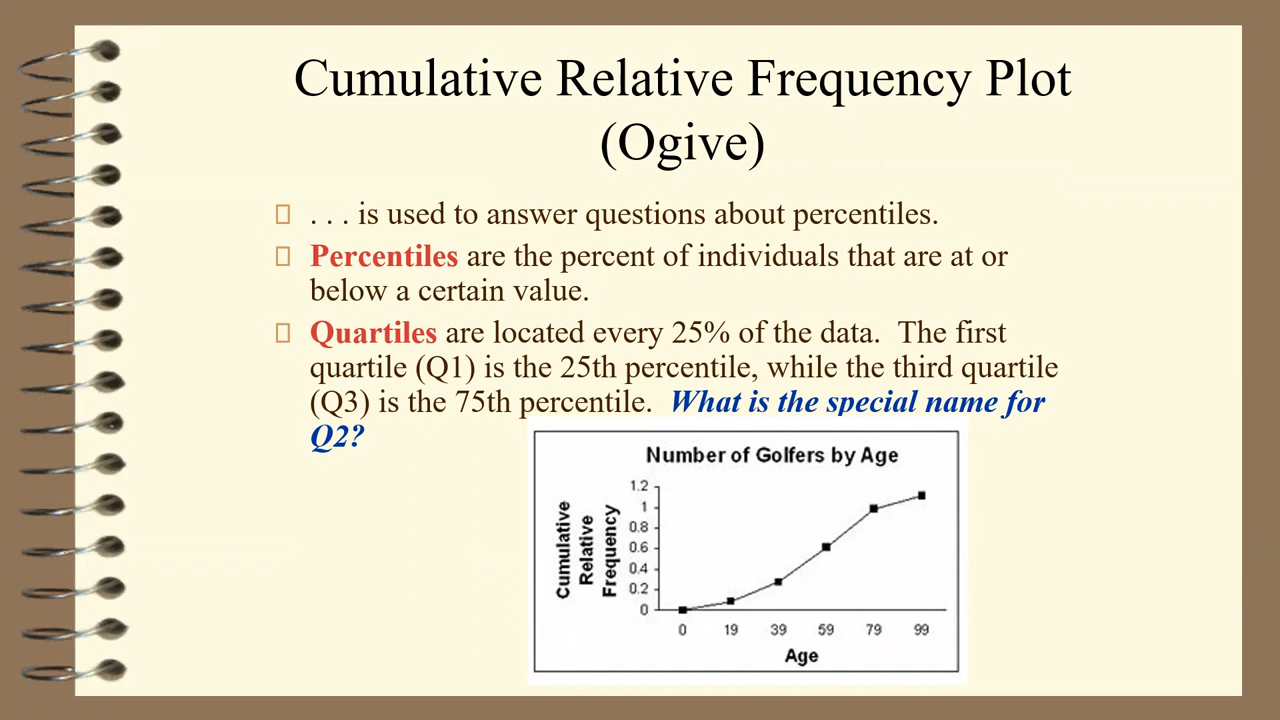 Cumulative Relative Frequency Plot
(Ogive)
. . . is used to answer questions about percentiles.
Percentiles are the percent of individuals that are at or
below a certain value.
Quartiles are located every 25% of the data.  The first
quartile (Q1) is the 25th percentile, while the third quartile
(Q3) is the 75th percentile.  What is the special name for
Q2?
Number of Golfers by Age
Cumulative
Relative
Frequency
1.2
1
0.8
0.6
0.4
0.2
0
0 19 39 59 79 99
Age